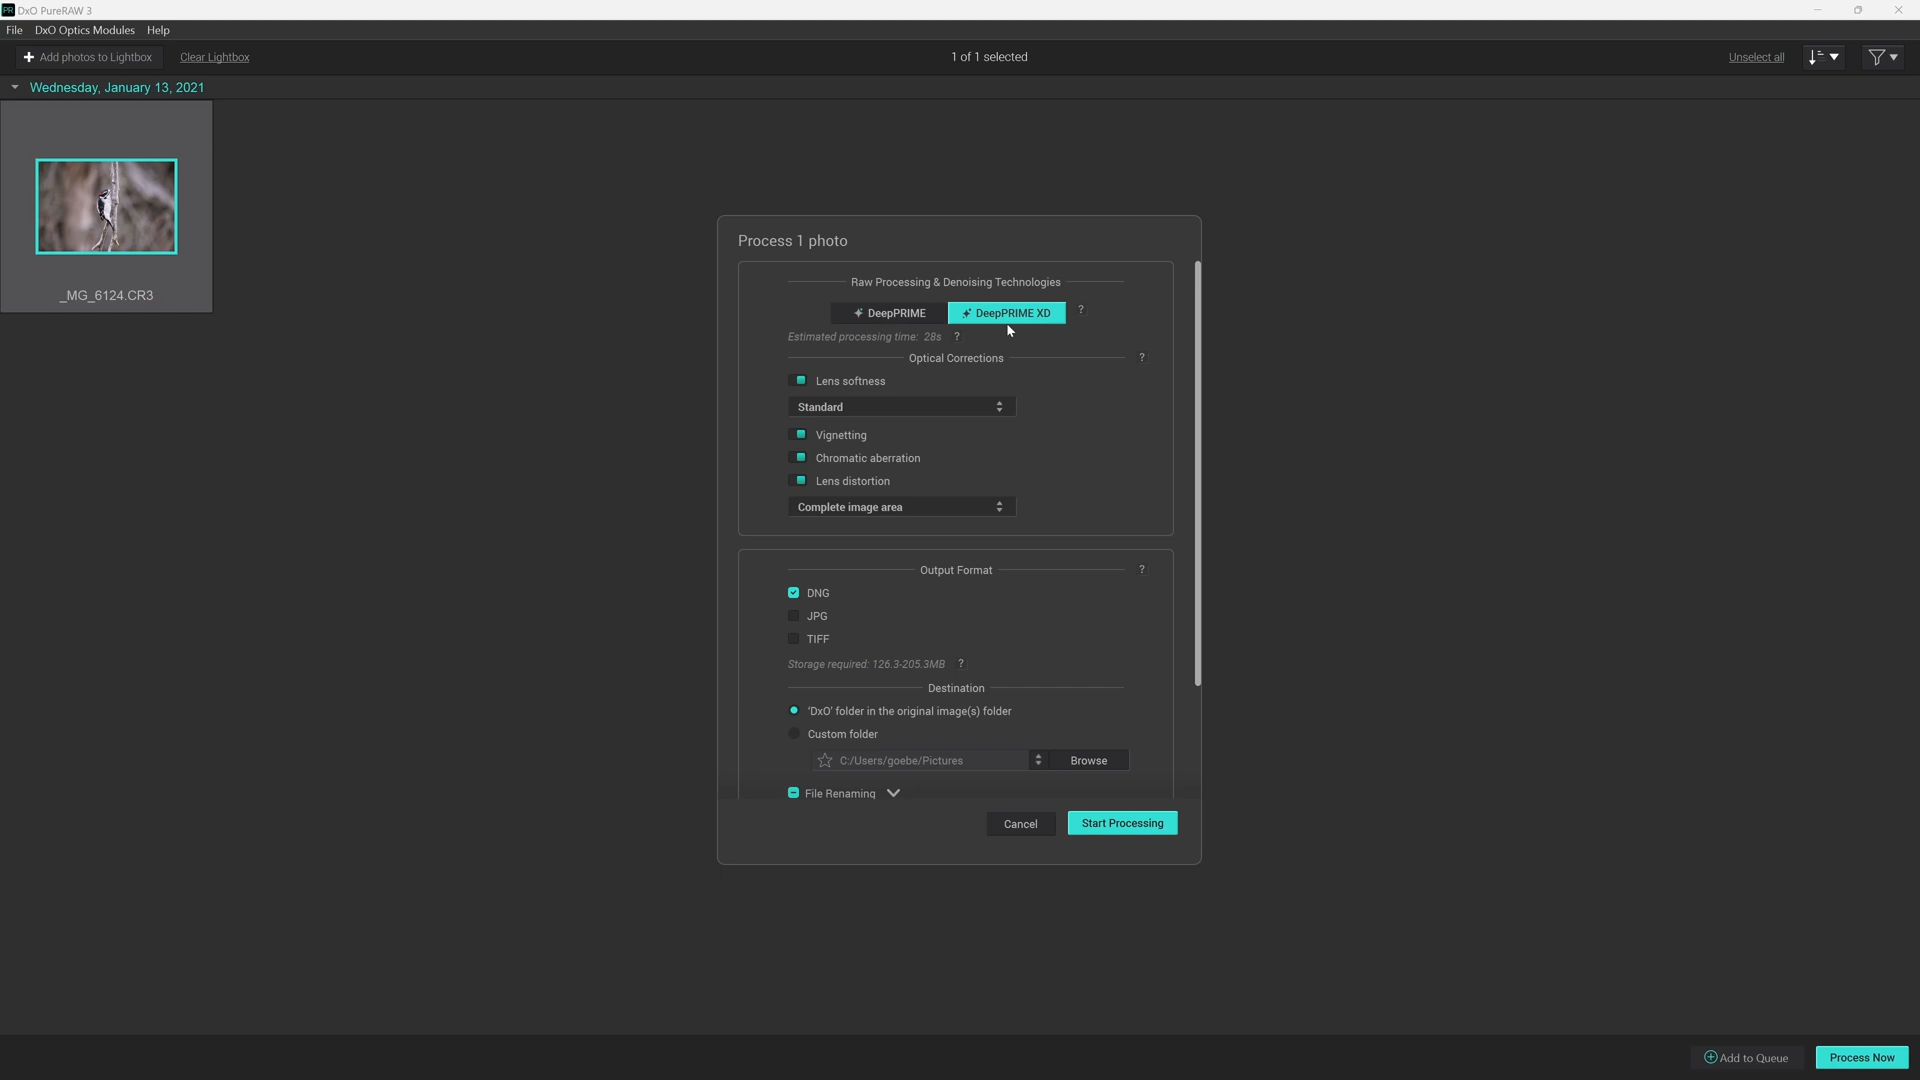 PR DxO PureRAW 3
File DxO Optics Modules Help
Add photos to Lightbox Clear Lightbox 1 of 1 selected Unselect all
Wednesday, January 13, 2021
_MG_6124.CR3
Process 1 photo
Raw Processing & Denoising Technologies
DeepPRIME DeepPRIME XD ?
Estimated processing time: 28s ?
Optical Corrections ?
Lens softness
Standard
Vignetting
Chromatic aberration
Lens distortion
Complete image area
Output Format ?
DNG
JPG
TIFF
Storage required: 126.3-205.3MB ?
Destination
'DxO' folder in the original image(s) folder
Custom folder
C:/Users/goebe/Pictures Browse
File Renaming
Cancel Start Processing
Add to Queue Process Now